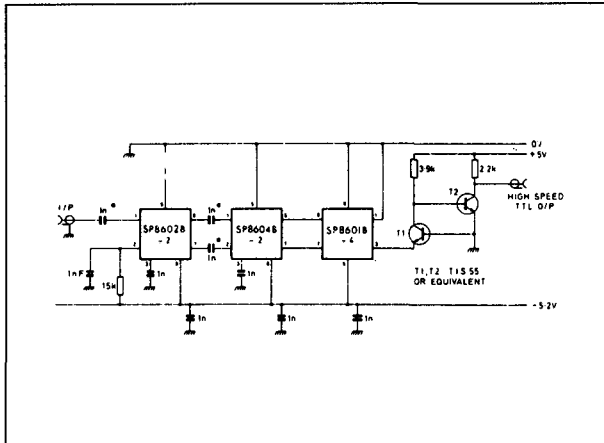 0V
+5V
3·9k
2·2k
T2
I/P
1n *
1n *
SP8602B
÷2
SP8604B
÷2
SP8601B
÷4
HIGH SPEED
TTL O/P
T1
1n
1nF
15k
1n
1n
T1,T2 TIS 55
OR EQUIVALENT
-5·2V
1n
1n
1n